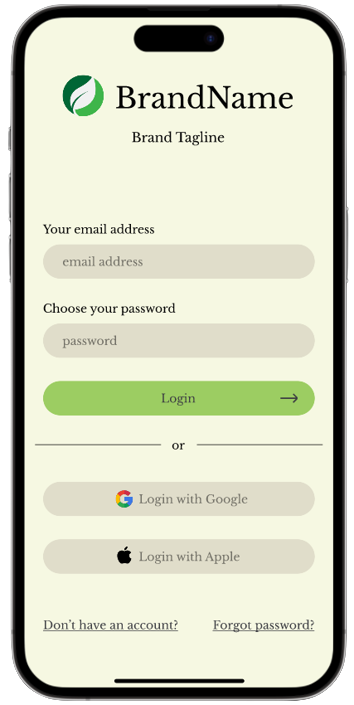 BrandName
Brand Tagline
Your email address
email address
Choose your password
password
Login
or
Login with Google
Login with Apple
Don't have an account? Forgot password?